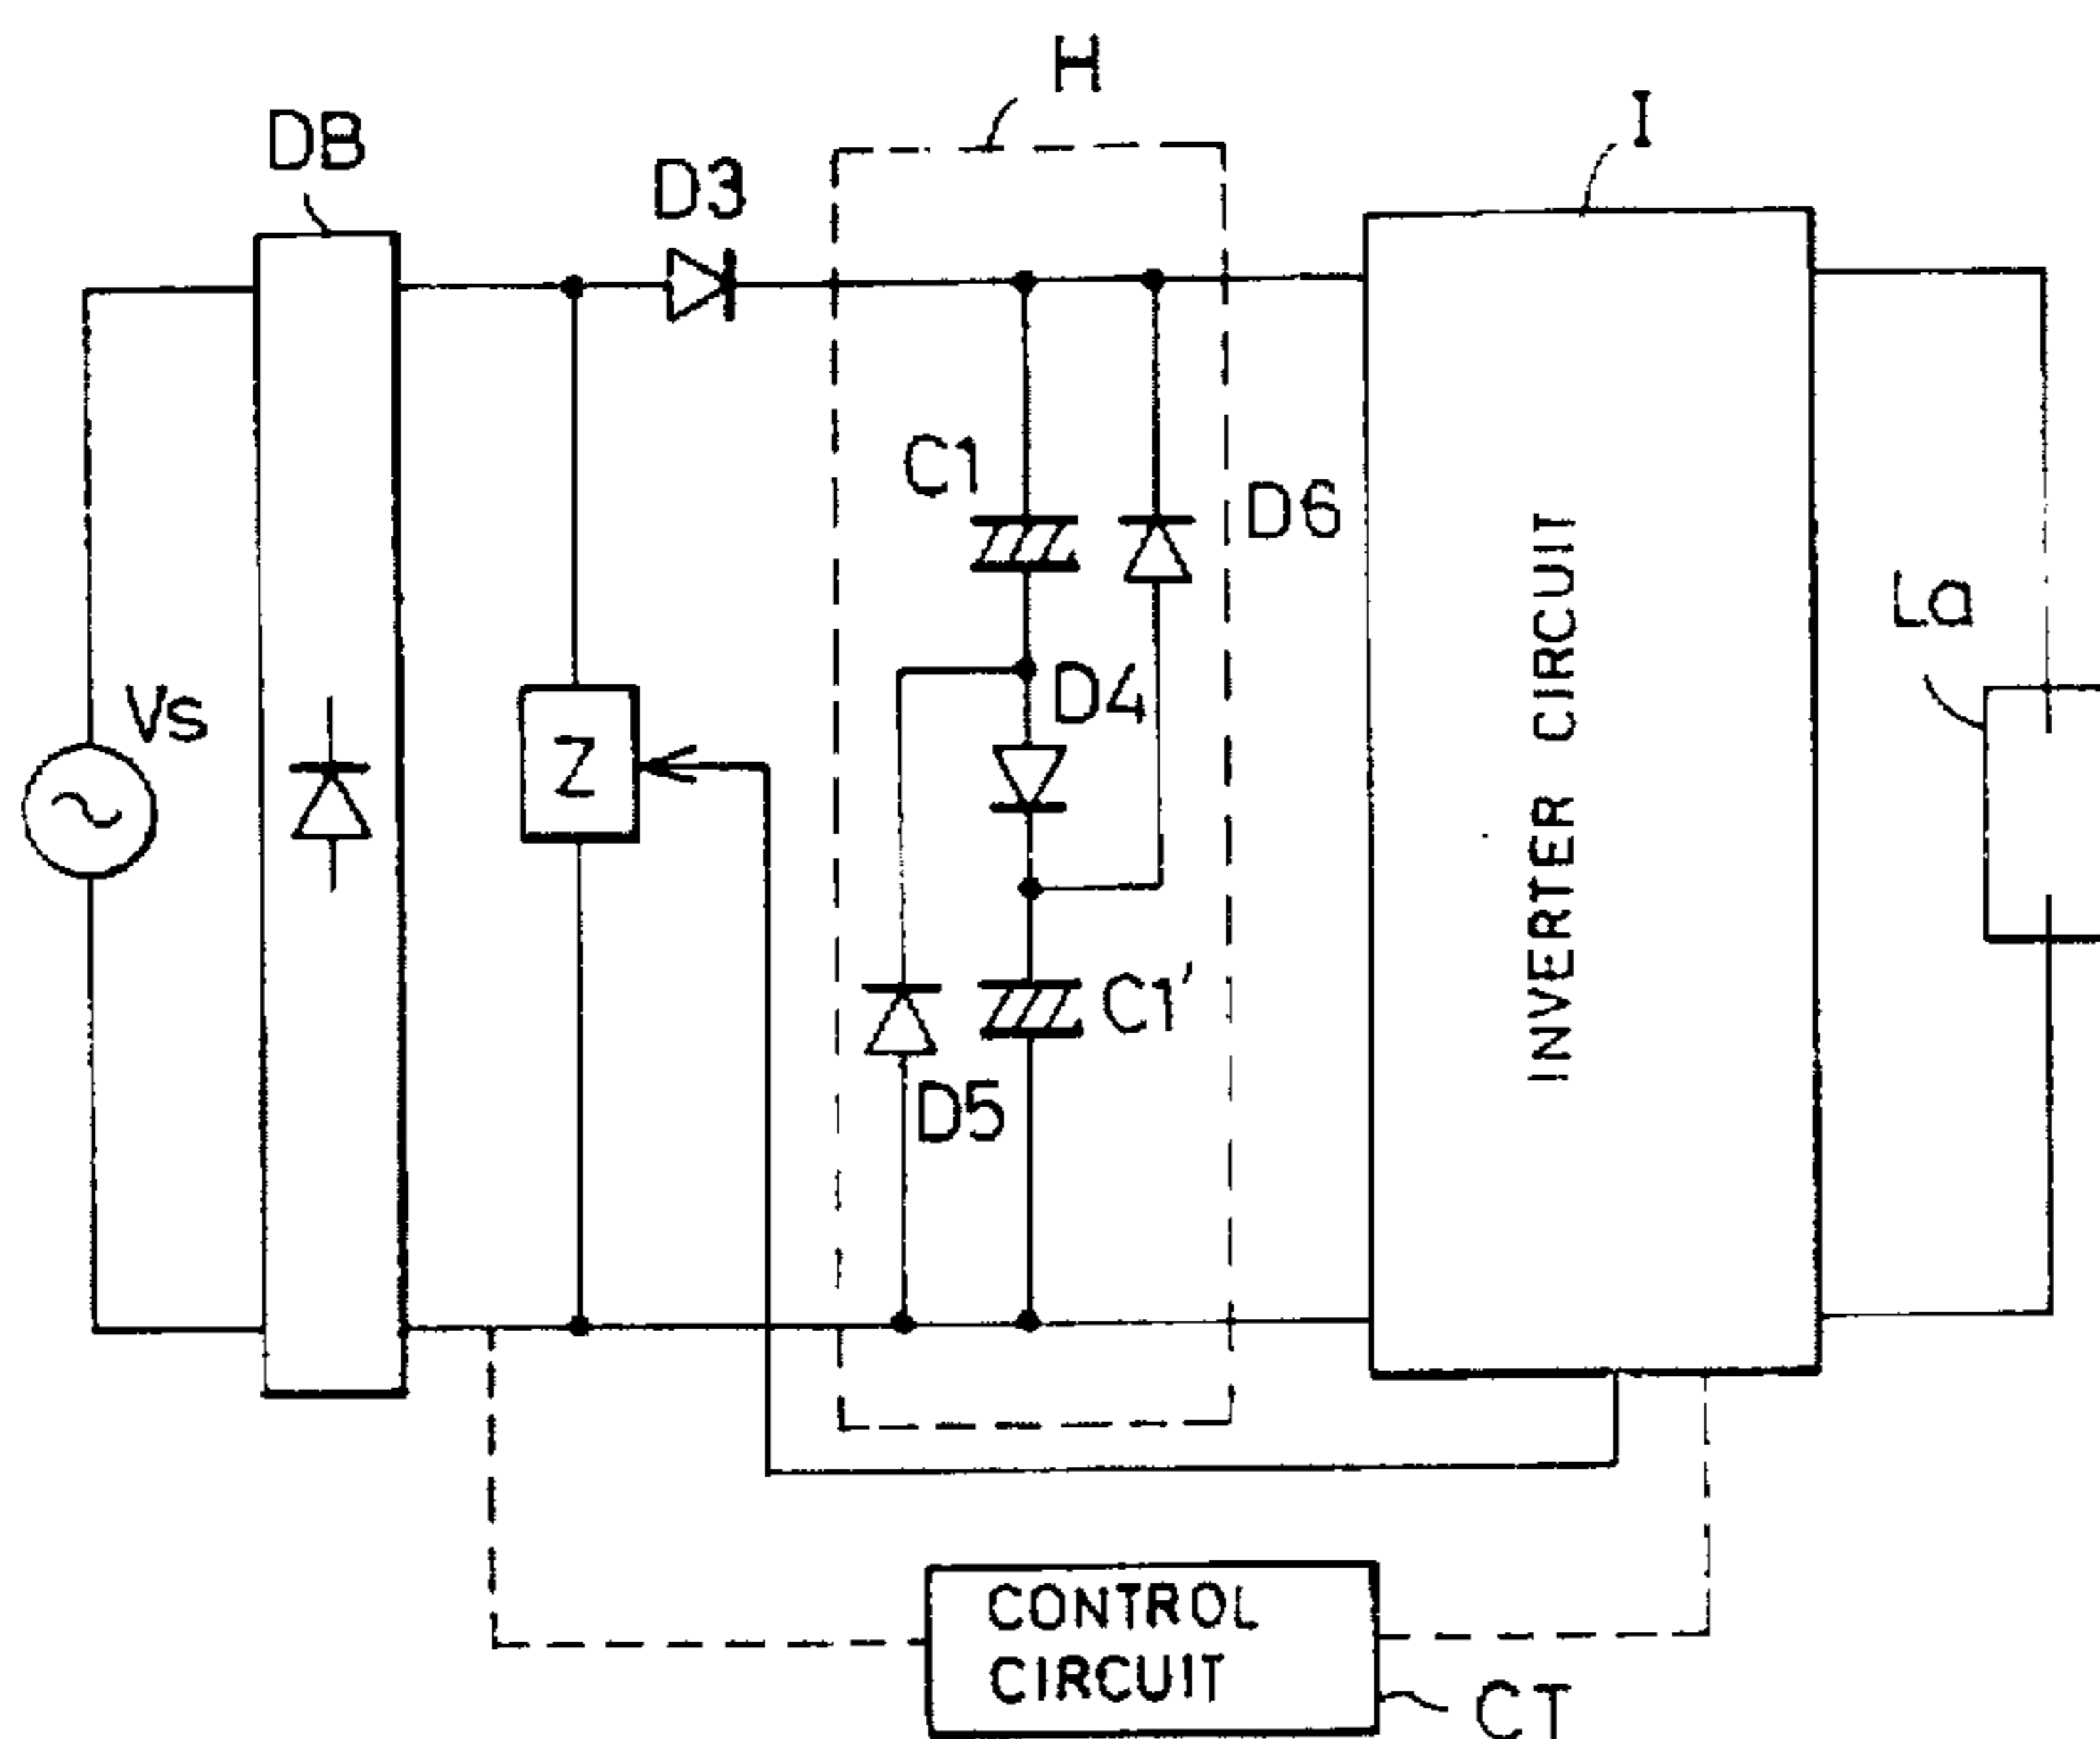 H
I
DB
D3
C1
D6
La
D4
Vs
Z
INVERTER CIRCUIT
C1'
D5
CONTROL
CIRCUIT
CT